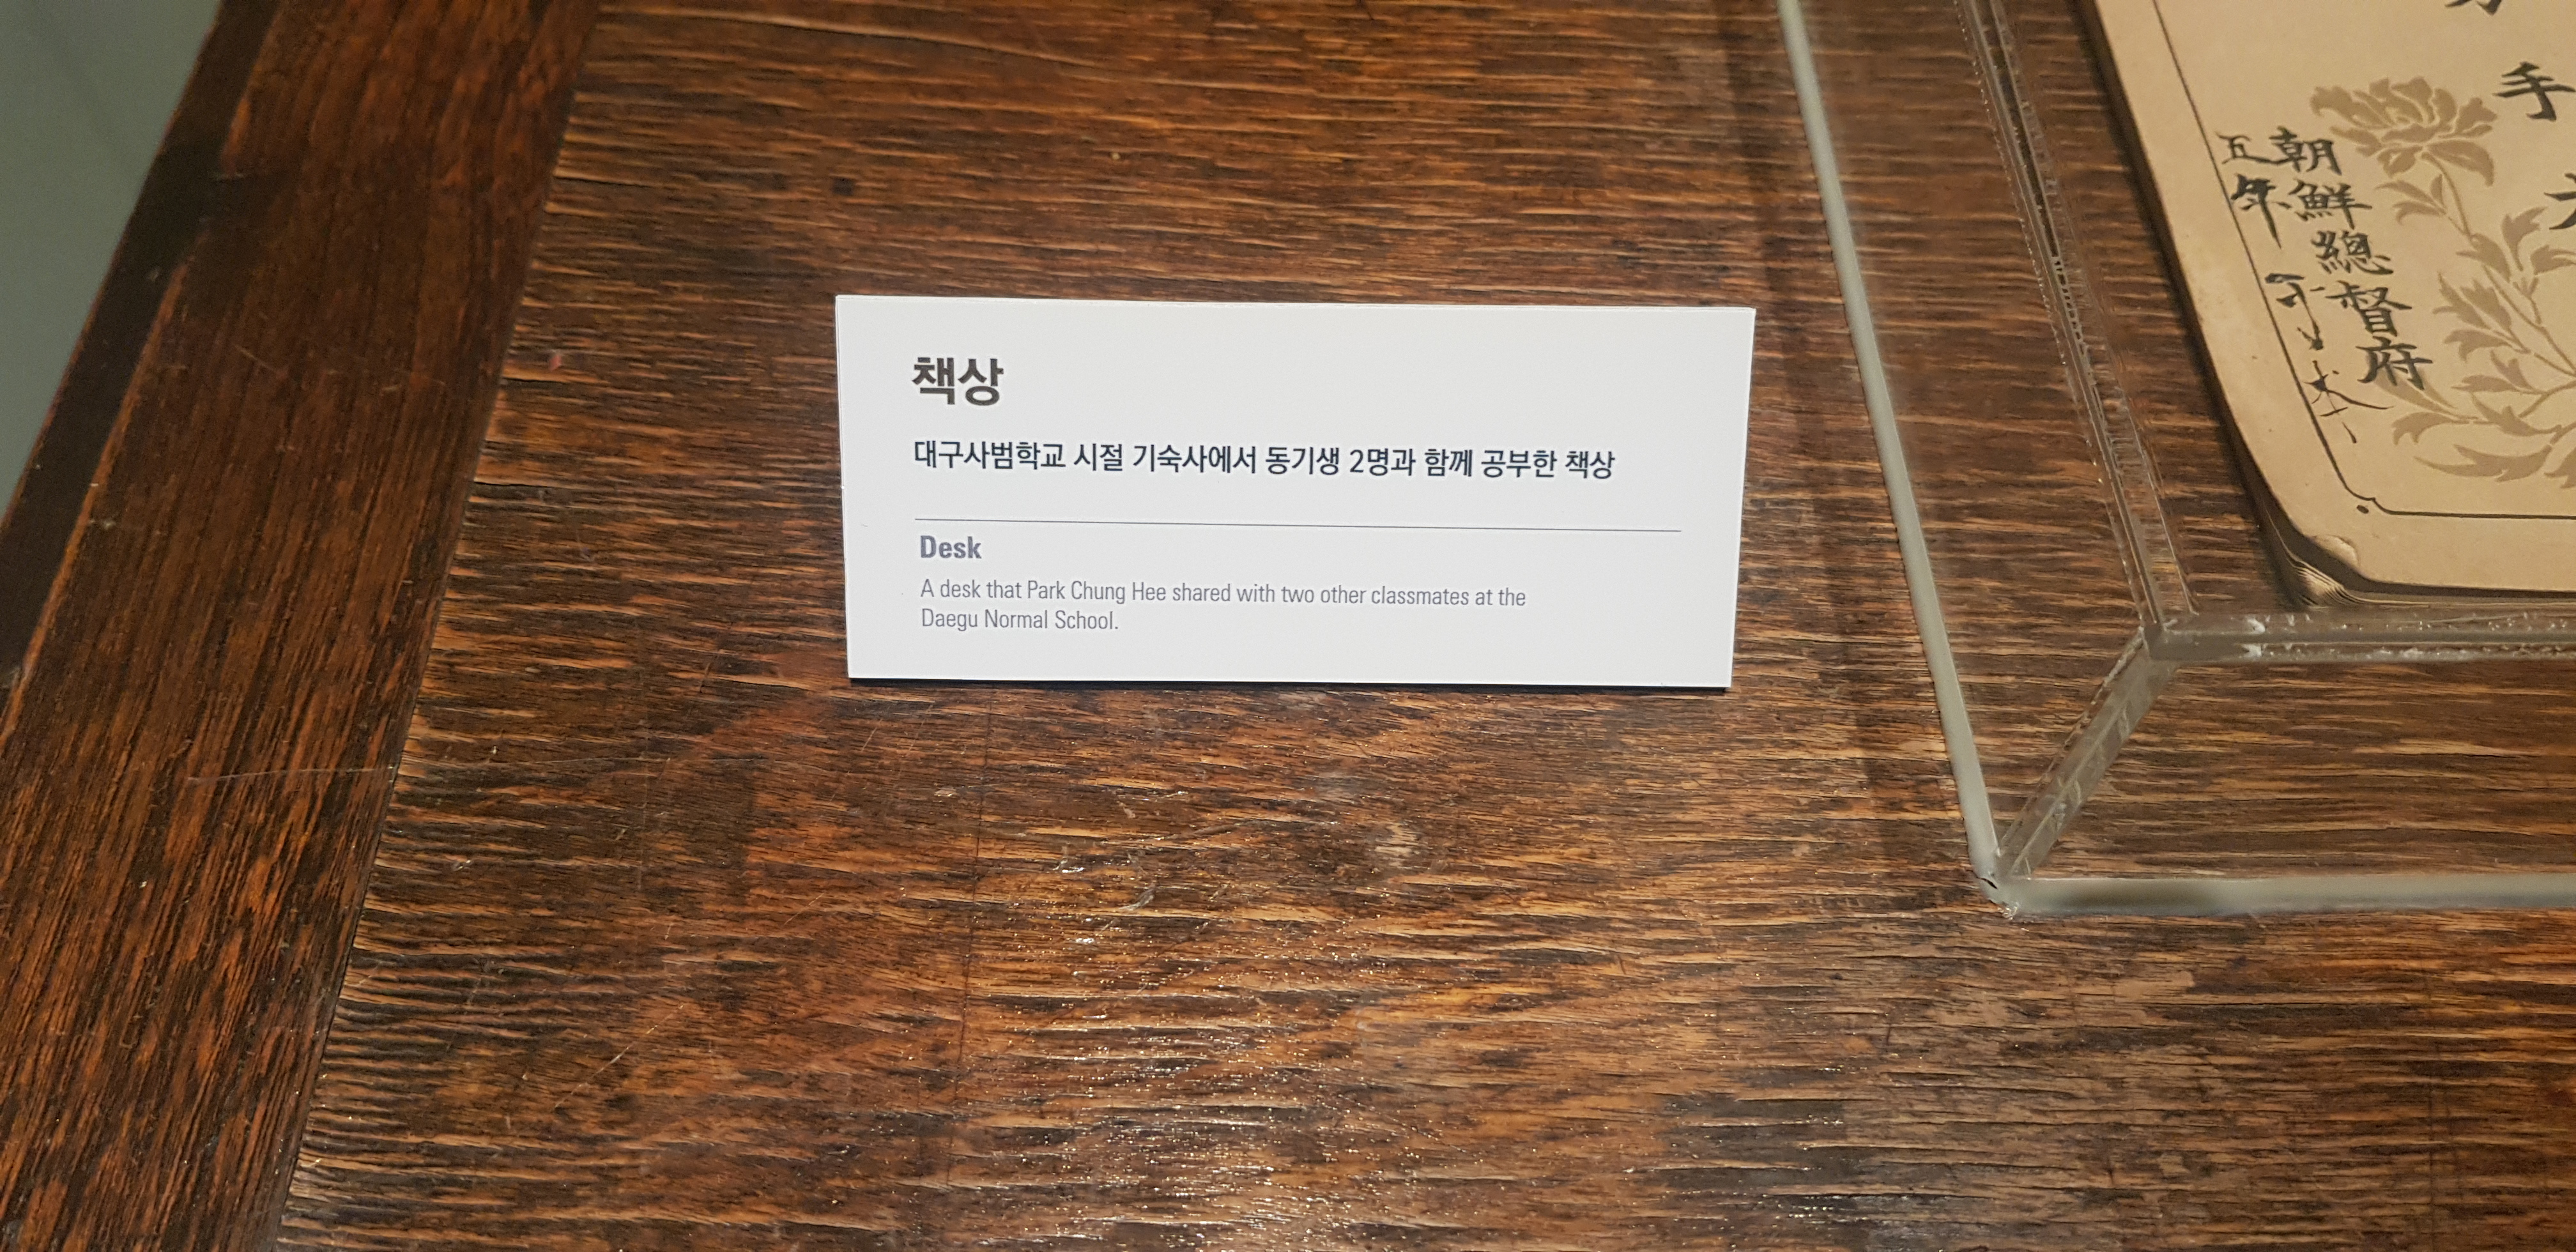 책상
대구사범학교 시절 기숙사에서 동기생 2명과 함께 공부한 책상
Desk
A desk that Park Chung Hee shared with two other classmates at the
Daegu Normal School.
手
朝鮮總督府
五年